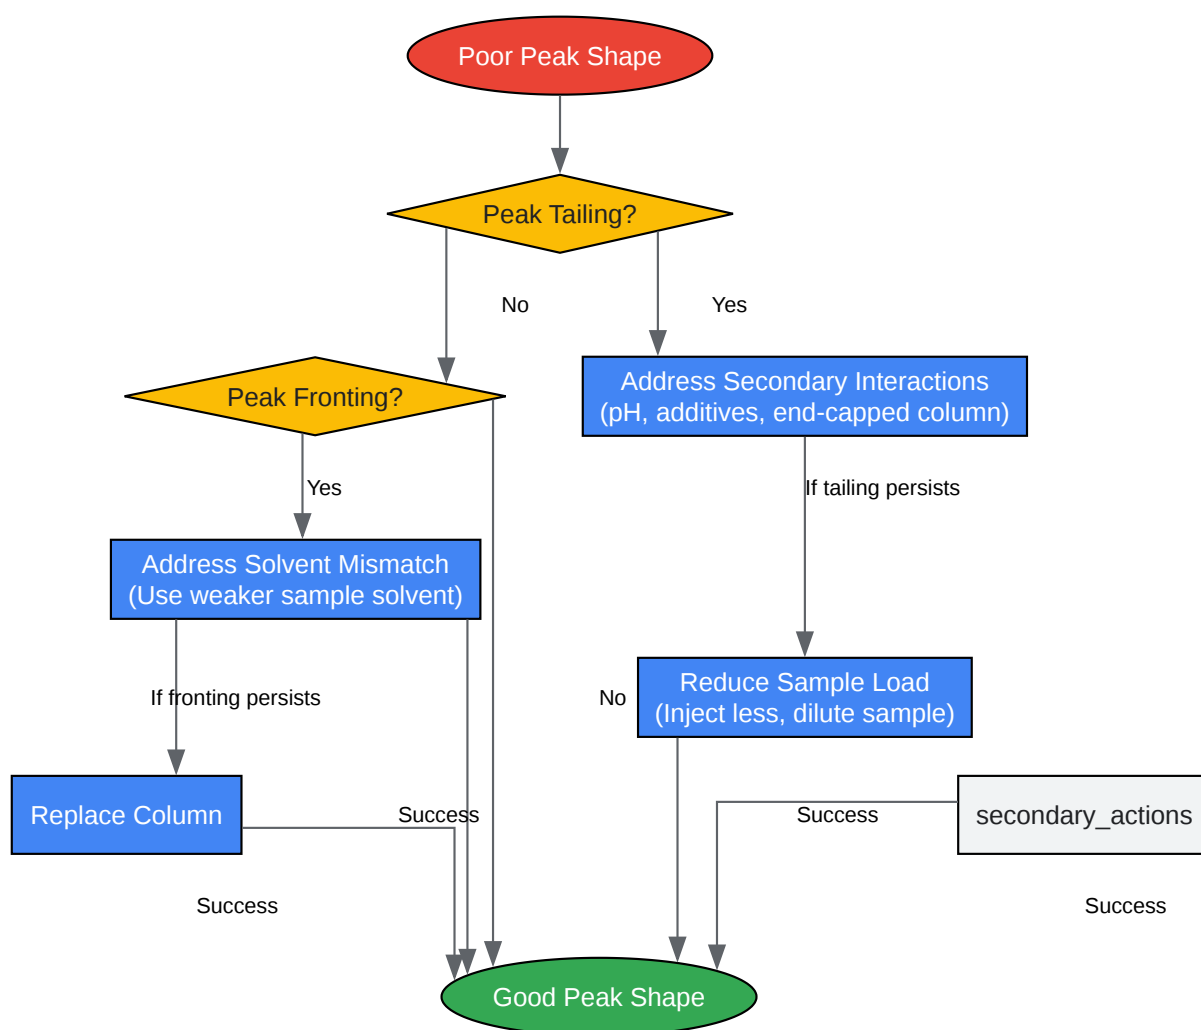 Poor Peak Shape
Peak Tailing?
No
Yes
Peak Fronting?
Address Secondary Interactions
(pH, additives, end-capped column)
Yes
If tailing persists
Address Solvent Mismatch
(Use weaker sample solvent)
If fronting persists
No
Reduce Sample Load
(Inject less, dilute sample)
Replace Column
Success
Success
secondary_actions
Success
Success
Good Peak Shape